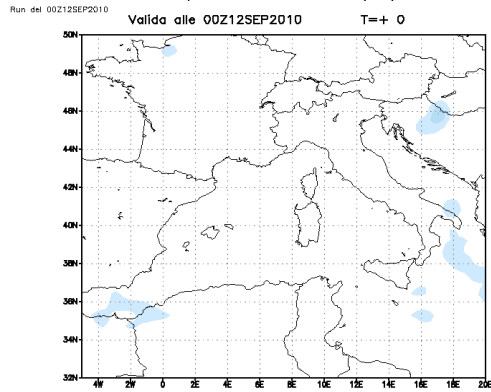 Run del 00Z12SEP2010
Valida alle 00Z12SEP2010 T=+ 0
50N
48N
46N
44N
42N
40N
38N
36N
34N
32N
4W 2W 0 2E 4E 6E 8E 10E 12E 14E 16E 18E 20E